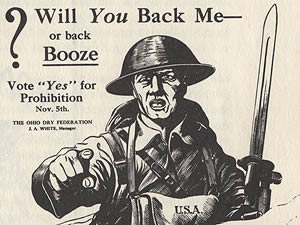 ? Will You Back Me—
or back
Booze
Vote "Yes" for
Prohibition
Nov. 5th.
THE OHIO DRY FEDERATION
J. A. WHITE, Manager
U.S.A.